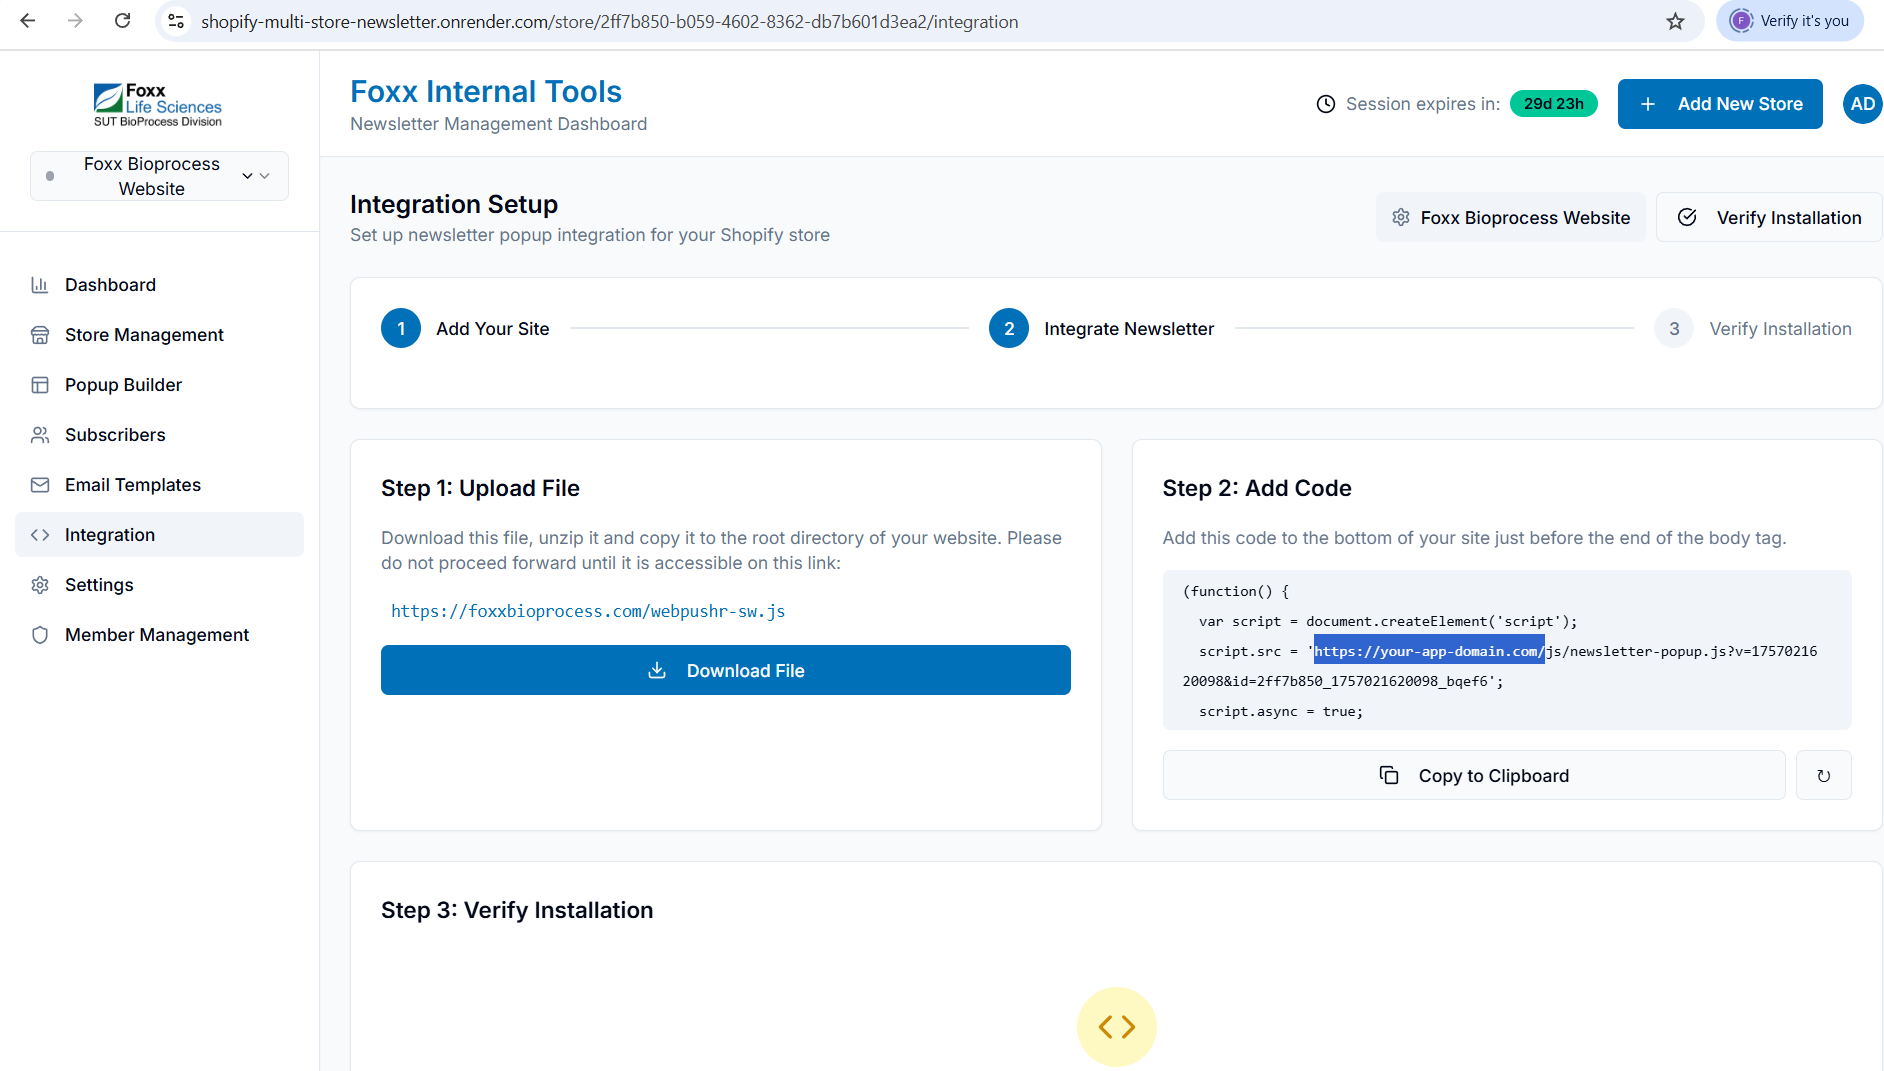 shopify-multi-store-newsletter.onrender.com/store/2ff7b850-b059-4602-8362-db7b601d3ea2/integration
F
Verify it's you
Foxx
Life Sciences
SUT BioProcess Division
Foxx Bioprocess
Website
Dashboard
Store Management
Popup Builder
Subscribers
Email Templates
Integration
Settings
Member Management
Foxx Internal Tools
Newsletter Management Dashboard
Session expires in: 29d 23h
+ Add New Store
AD
Integration Setup
Set up newsletter popup integration for your Shopify store
Foxx Bioprocess Website
Verify Installation
1 Add Your Site
2 Integrate Newsletter
3 Verify Installation
Step 1: Upload File
Download this file, unzip it and copy it to the root directory of your website. Please
do not proceed forward until it is accessible on this link:
https://foxxbioprocess.com/webpushr-sw.js
Download File
Step 2: Add Code
Add this code to the bottom of your site just before the end of the body tag.
(function() {
var script = document.createElement('script');
script.src = 'https://your-app-domain.com/js/newsletter-popup.js?v=17570216
20098&id=2ff7b850_1757021620098_bqef6';
script.async = true;
Copy to Clipboard
↻
Step 3: Verify Installation